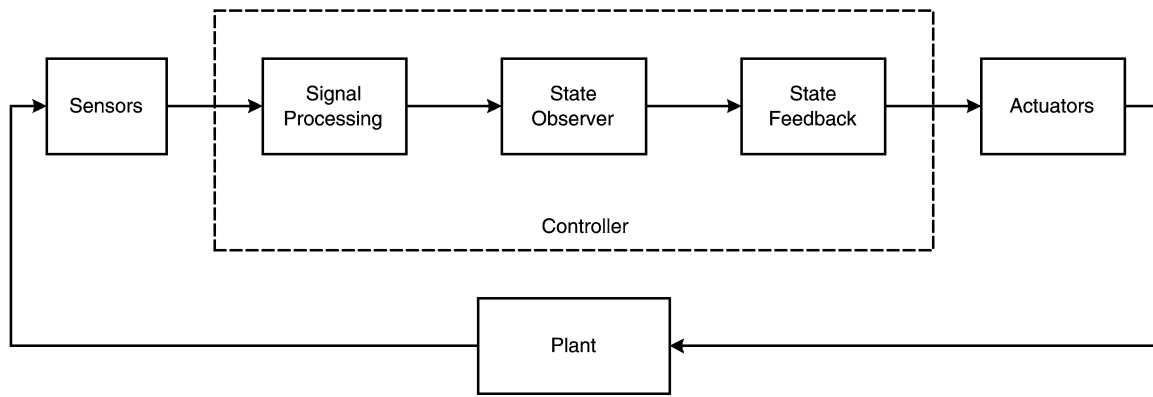 Sensors
Signal
Processing
State
Observer
State
Feedback
Actuators
Controller
Plant